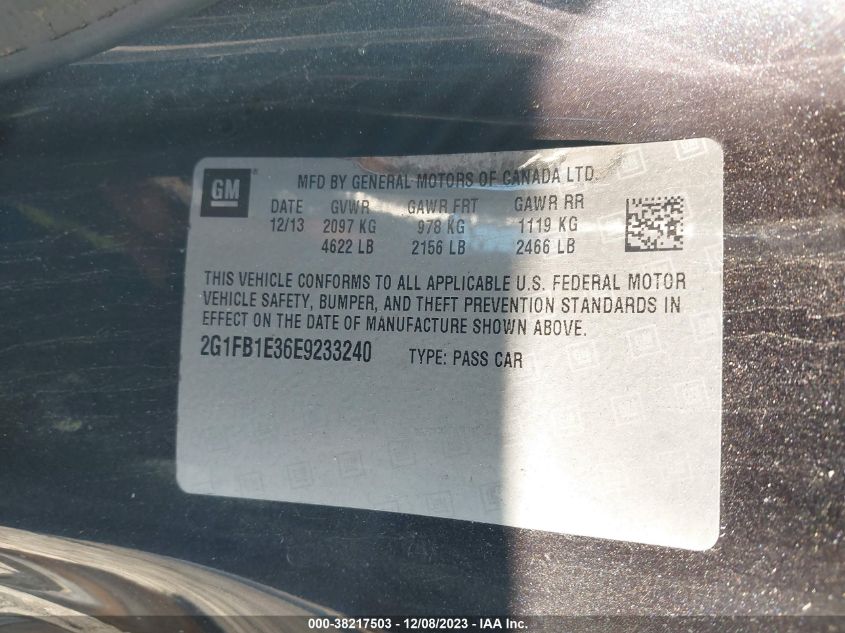 GM®
MFD BY GENERAL MOTORS OF CANADA LTD.
DATE GVWR GAWR FRT GAWR RR
12/13 2097 KG 978 KG 1119 KG
4622 LB 2156 LB 2466 LB
THIS VEHICLE CONFORMS TO ALL APPLICABLE U.S. FEDERAL MOTOR
VEHICLE SAFETY, BUMPER, AND THEFT PREVENTION STANDARDS IN
EFFECT ON THE DATE OF MANUFACTURE SHOWN ABOVE.
2G1FB1E36E9233240 TYPE: PASS CAR
000-38217503 - 12/08/2023 - IAA Inc.